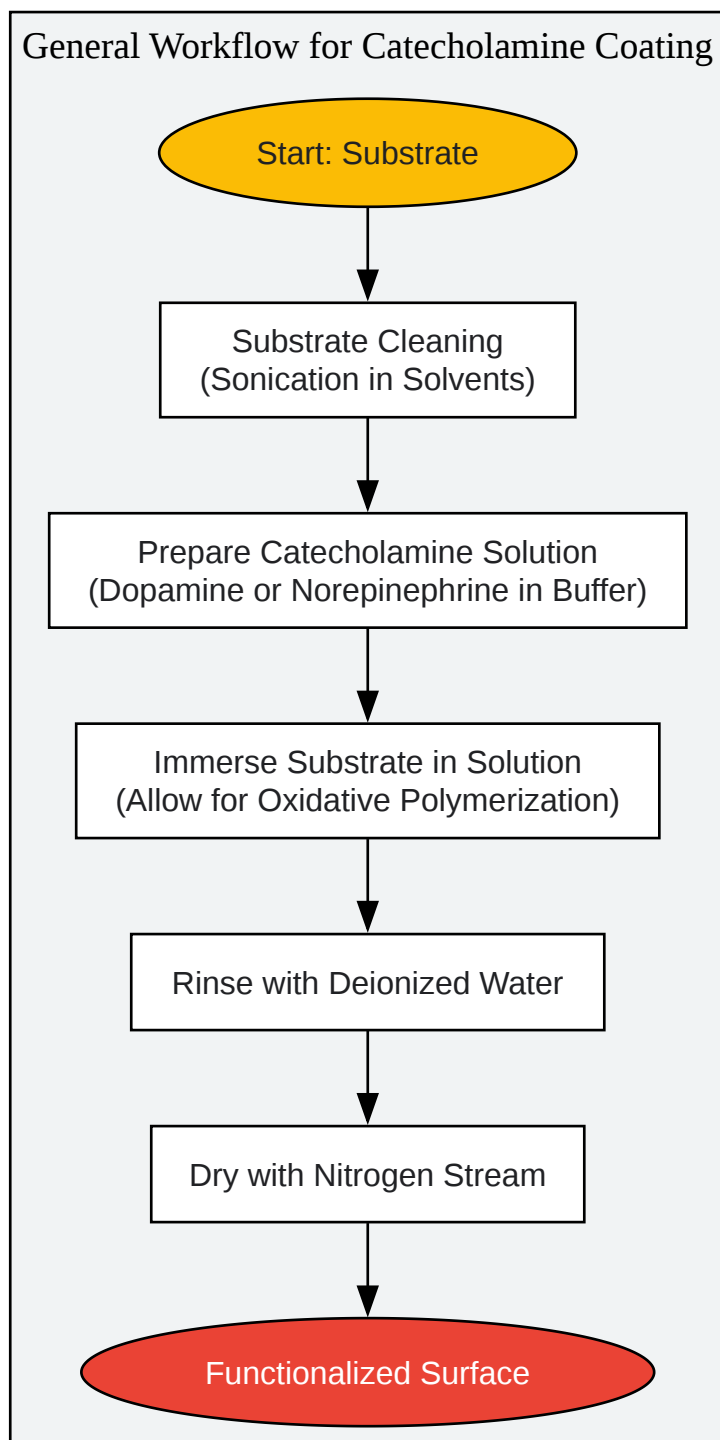 General Workflow for Catecholamine Coating
Start: Substrate
Substrate Cleaning
(Sonication in Solvents)
Prepare Catecholamine Solution
(Dopamine or Norepinephrine in Buffer)
Immerse Substrate in Solution
(Allow for Oxidative Polymerization)
Rinse with Deionized Water
Dry with Nitrogen Stream
Functionalized Surface